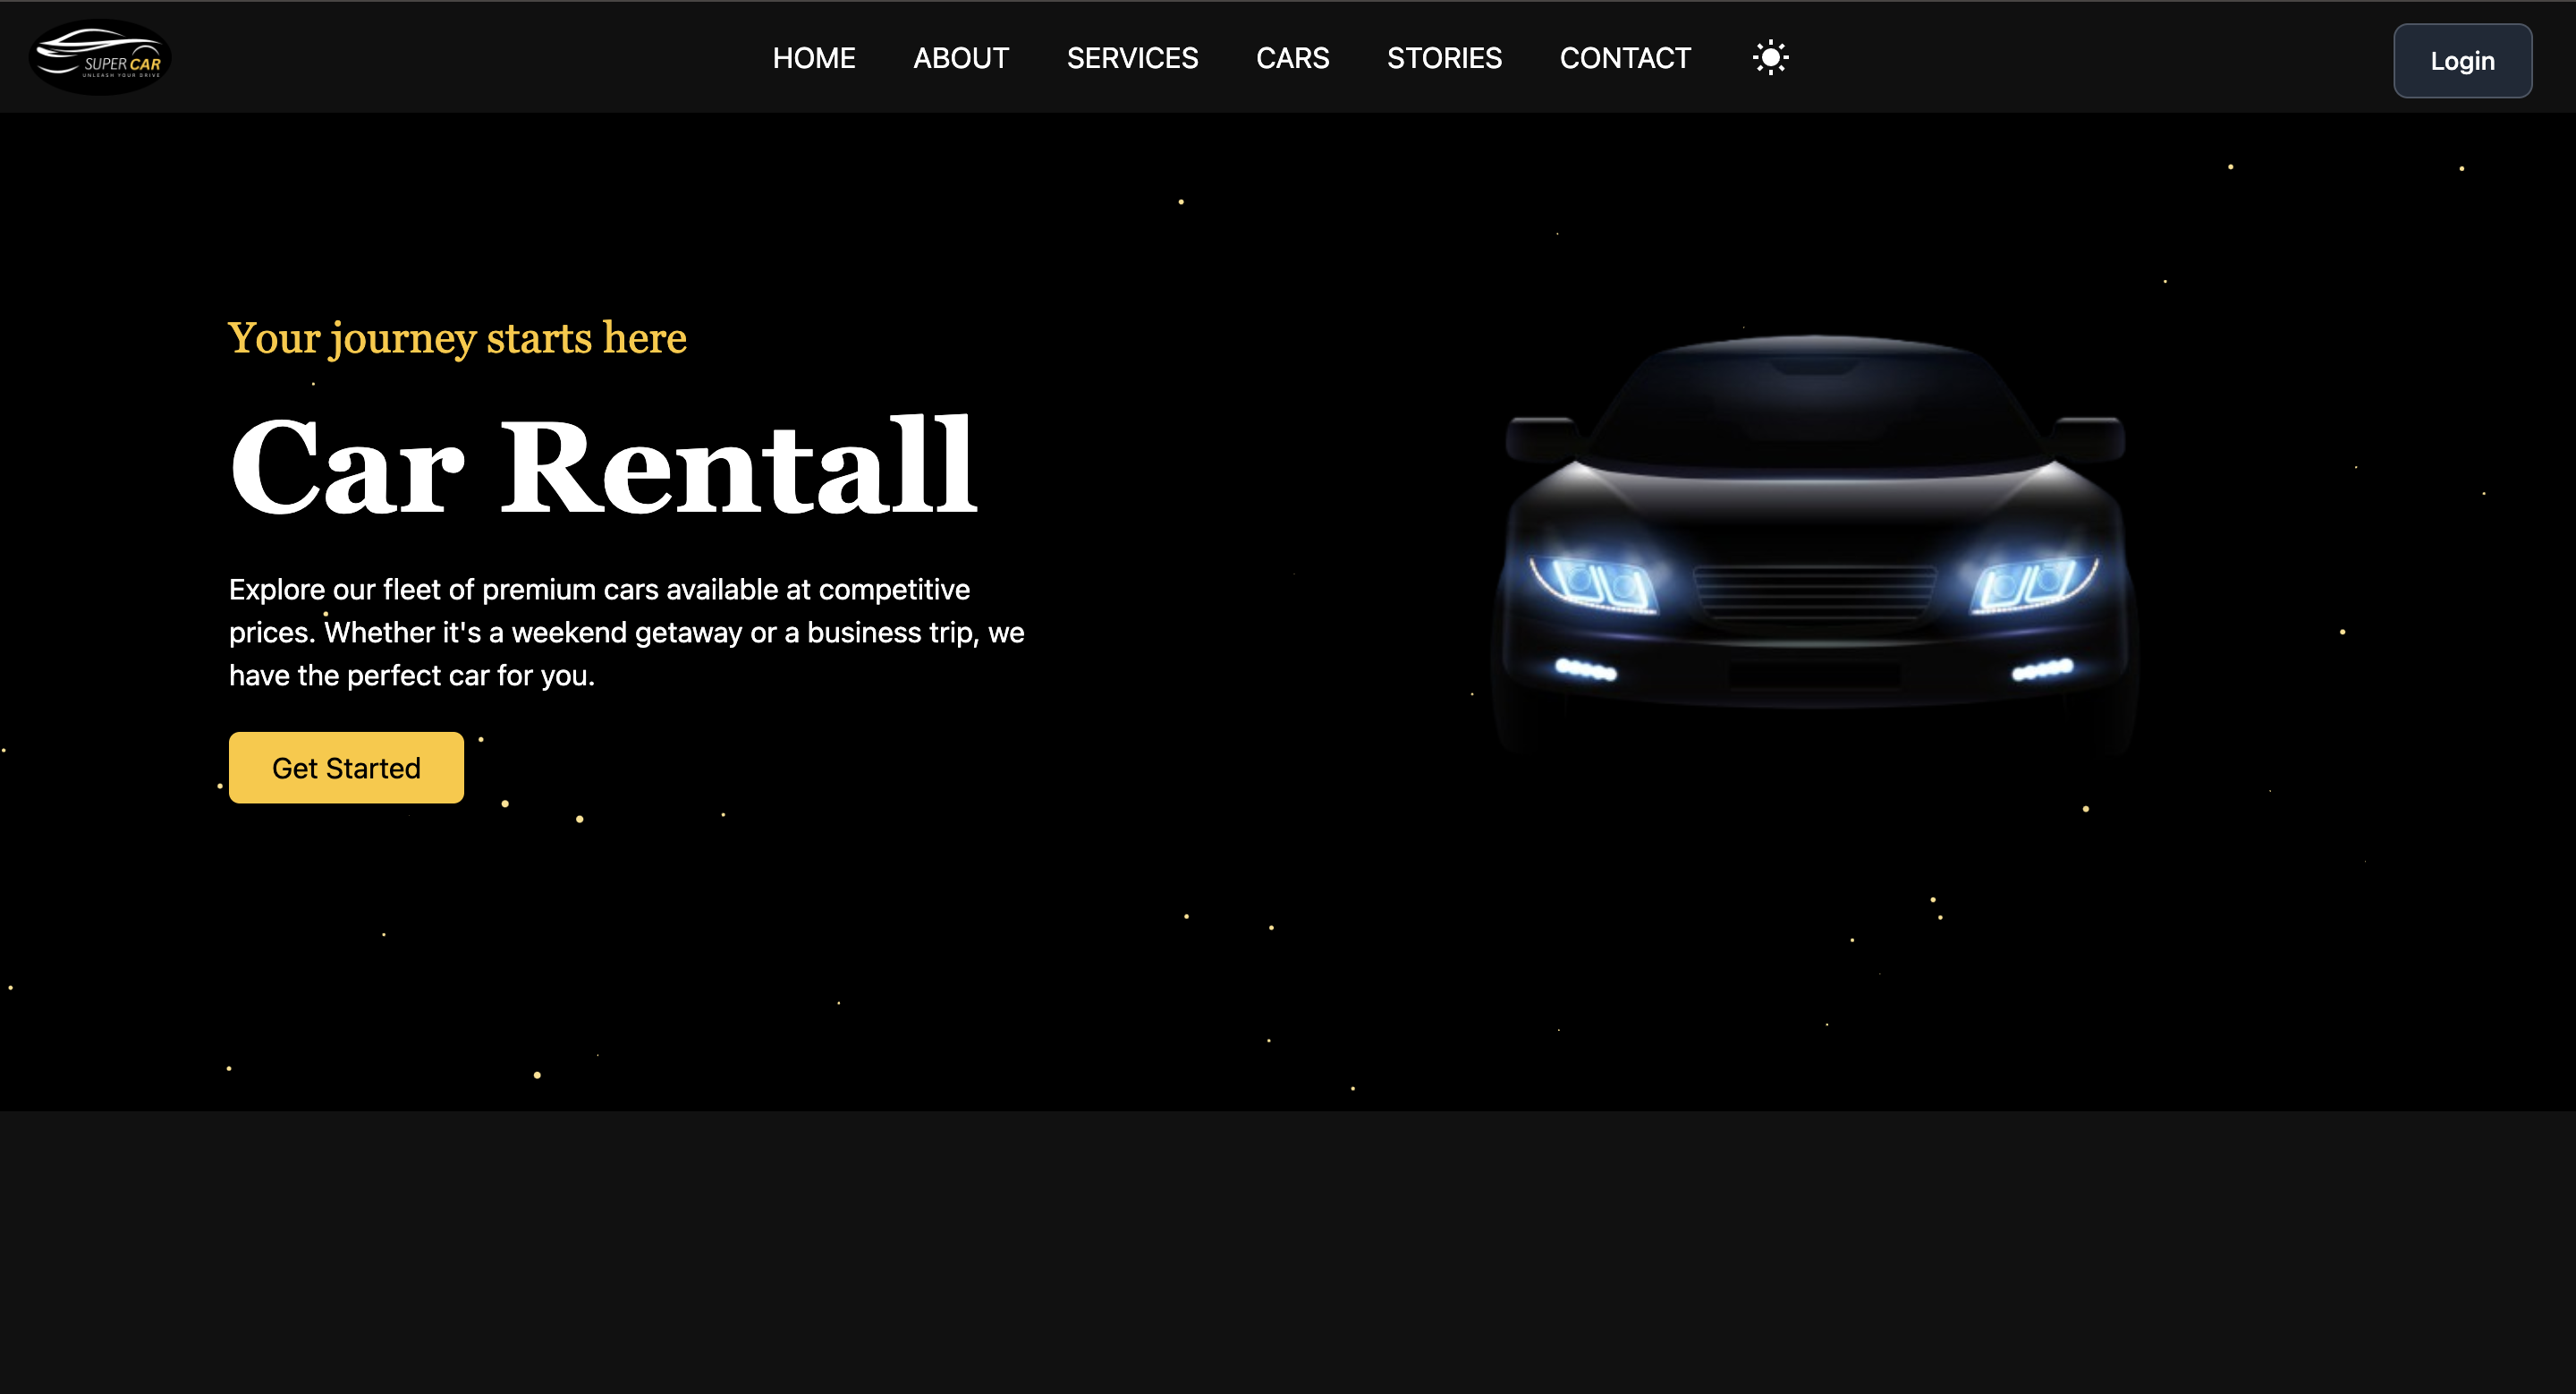 SUPER CAR
UNLEASH YOUR DRIVE
HOME ABOUT SERVICES CARS STORIES CONTACT
Login
Your journey starts here
Car Rentall
Explore our fleet of premium cars available at competitive
prices. Whether it's a weekend getaway or a business trip, we
have the perfect car for you.
Get Started